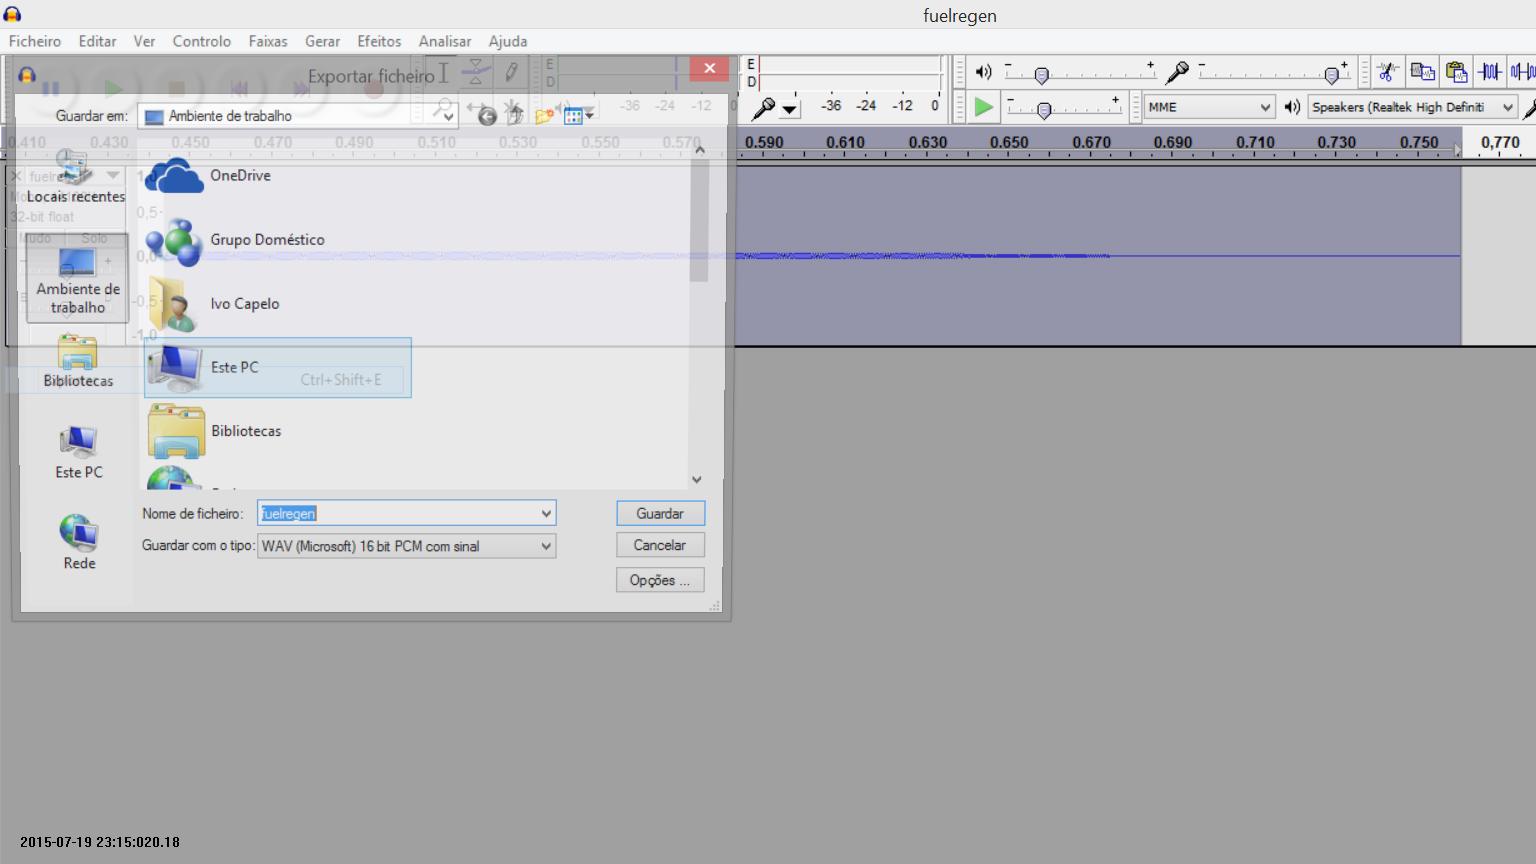 fuelregen
Ficheiro Editar Ver Controlo Faixas Gerar Efeitos Analisar Ajuda
Exportar ficheiro
E
D
E
D
-36 -24 -12 0
-36 -24 -12 0
MME
Speakers (Realtek High Definiti
Guardar em:
Ambiente de trabalho
0.410 0.430 0.450 0.470 0.490 0.510 0.530 0.550 0.570 0.590 0.610 0.630 0.650 0.670 0.690 0.710 0.730 0.750 0,770
Locais recentes
32-bit float
Mudo Solo
0,5
0,0
-0,5
-1,0
Ambiente de
trabalho
Bibliotecas
Este PC
Rede
OneDrive
Grupo Doméstico
Ivo Capelo
Este PC
Ctrl+Shift+E
Bibliotecas
Nome de ficheiro:
fuelregen
Guardar
Guardar com o tipo:
WAV (Microsoft) 16 bit PCM com sinal
Cancelar
Opções ...
2015-07-19 23:15:020.18